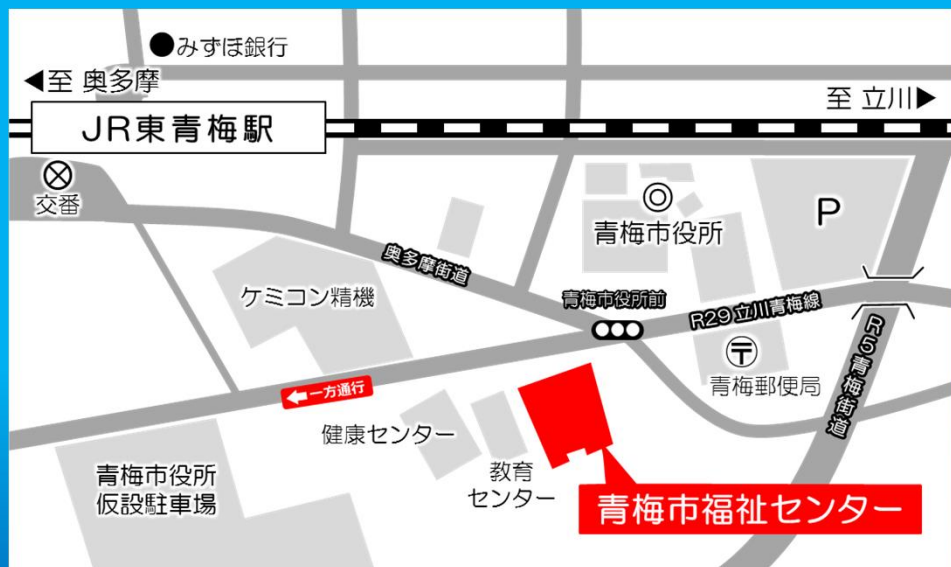 ●みずほ銀行
◀至 奥多摩
至 立川▶
JR東青梅駅
交番
青梅市役所
P
奥多摩街道
ケミコン精機
青梅市役所前
R29 立川青梅線
〒
青梅郵便局
R5青梅街道
←一方通行
健康センター
教育
センター
青梅市役所
仮設駐車場
青梅市福祉センター